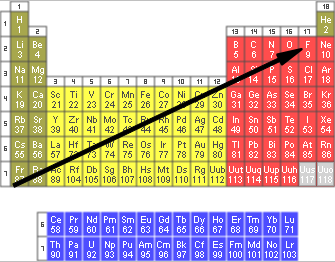 1 18
H He
1 2 13 14 15 16 17 2
Li Be B C N O F Ne
3 4 5 6 7 8 9 10
Na Mg Al Si P S Cl Ar
11 12 3 4 5 6 7 8 9 10 11 12 13 14 15 16 17 18
4 K Ca Sc Ti V Cr Mn Fe Co Ni Cu Zn Ga Ge As Se Br Kr
19 20 21 22 23 24 25 26 27 28 29 30 31 32 33 34 35 36
5 Rb Sr Y Zr Nb Mo Tc Ru Rh Pd Ag Cd In Sn Sb Te I Xe
37 38 39 40 41 42 43 44 45 46 47 48 49 50 51 52 53 54
6 Cs Ba La Hf Ta W Re Os Ir Pt Au Hg Tl Pb Bi Po At Rn
55 56 57 72 73 74 75 76 77 78 79 80 81 82 83 84 85 86
7 Fr Ra Ac Rf Db Sg Bh Hs Mt Ds Rg Uub Uut Uuq Uup Uuh Uus Uuo
87 88 89 104 105 106 107 108 109 110 111 112 113 114 115 116 117 118
6 Ce Pr Nd Pm Sm Eu Gd Tb Dy Ho Er Tm Yb Lu
58 59 60 61 62 63 64 65 66 67 68 69 70 71
7 Th Pa U Np Pu Am Cm Bk Cf Es Fm Md No Lr
90 91 92 93 94 95 96 97 98 99 100 101 102 103